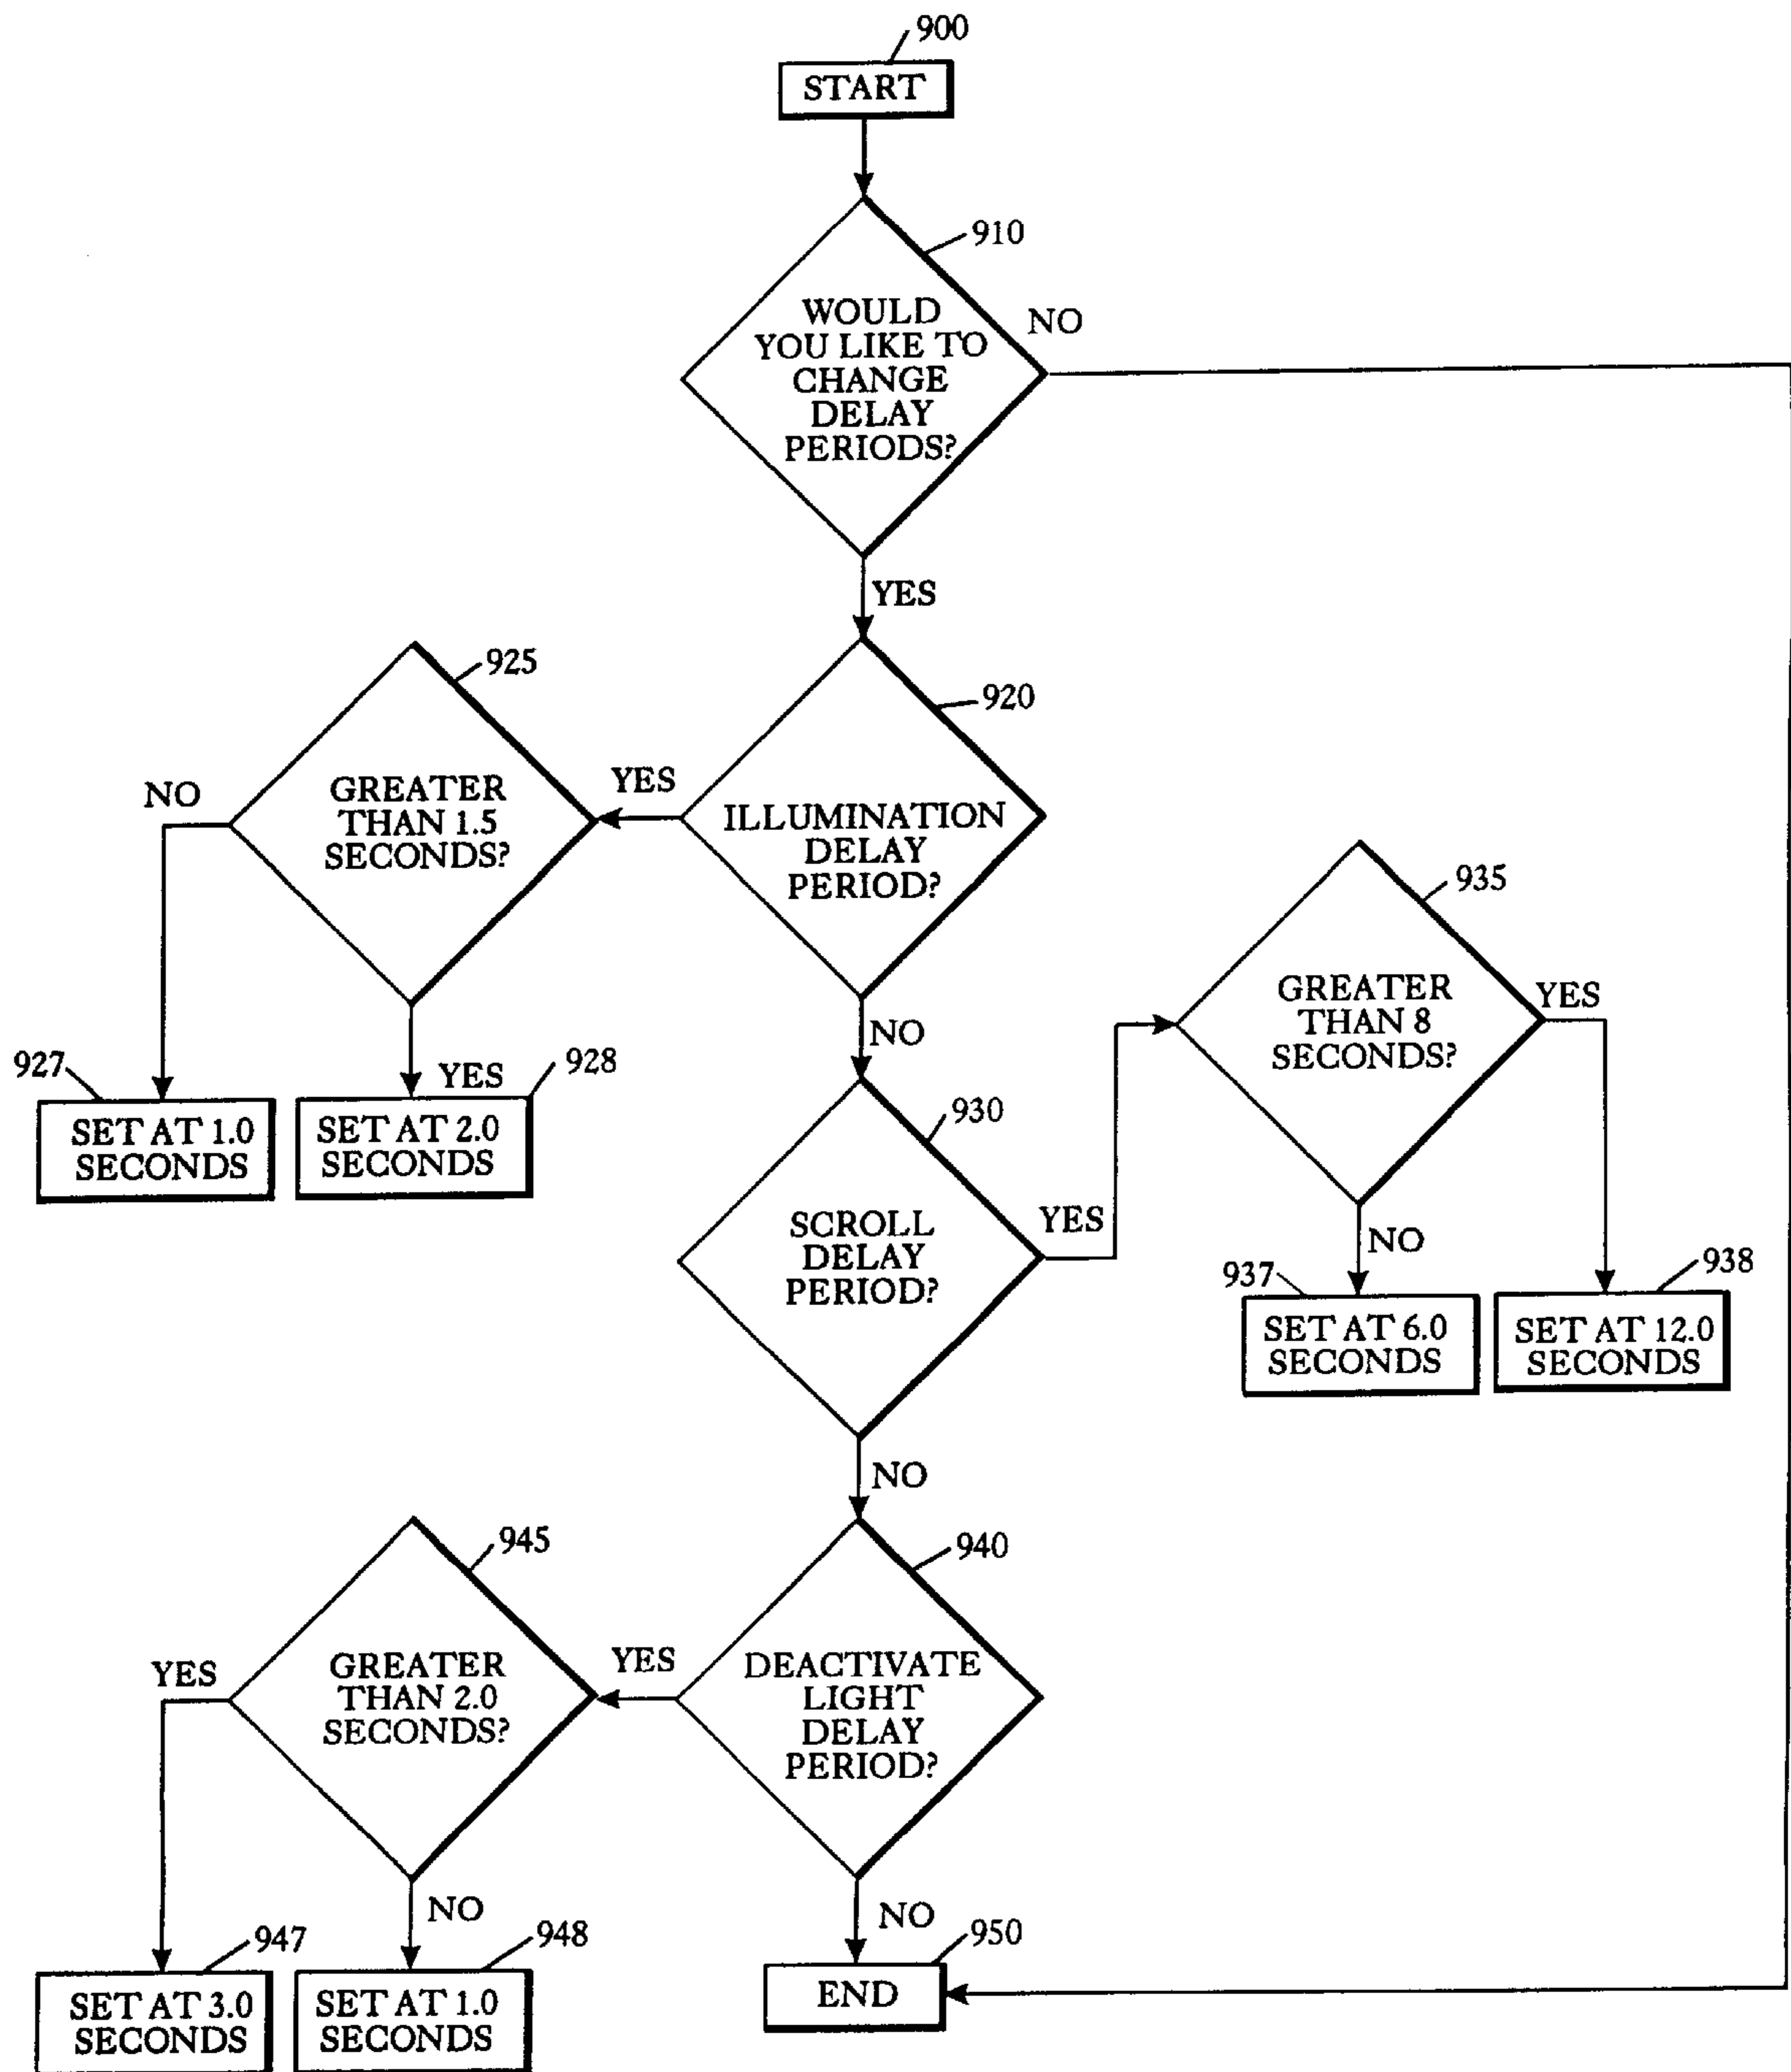 900
START
910
WOULD
YOU LIKE TO
CHANGE
DELAY
PERIODS?
NO
YES
925
920
NO
GREATER
THAN 1.5
SECONDS?
YES
ILLUMINATION
DELAY
PERIOD?
935
GREATER
THAN 8
SECONDS?
YES
NO
927
YES
928
SET AT 1.0
SECONDS
SET AT 2.0
SECONDS
930
SCROLL
DELAY
PERIOD?
YES
NO
937
938
SET AT 6.0
SECONDS
SET AT 12.0
SECONDS
NO
945
940
YES
GREATER
THAN 2.0
SECONDS?
YES
DEACTIVATE
LIGHT
DELAY
PERIOD?
NO
NO
947
948
950
SET AT 3.0
SECONDS
SET AT 1.0
SECONDS
END